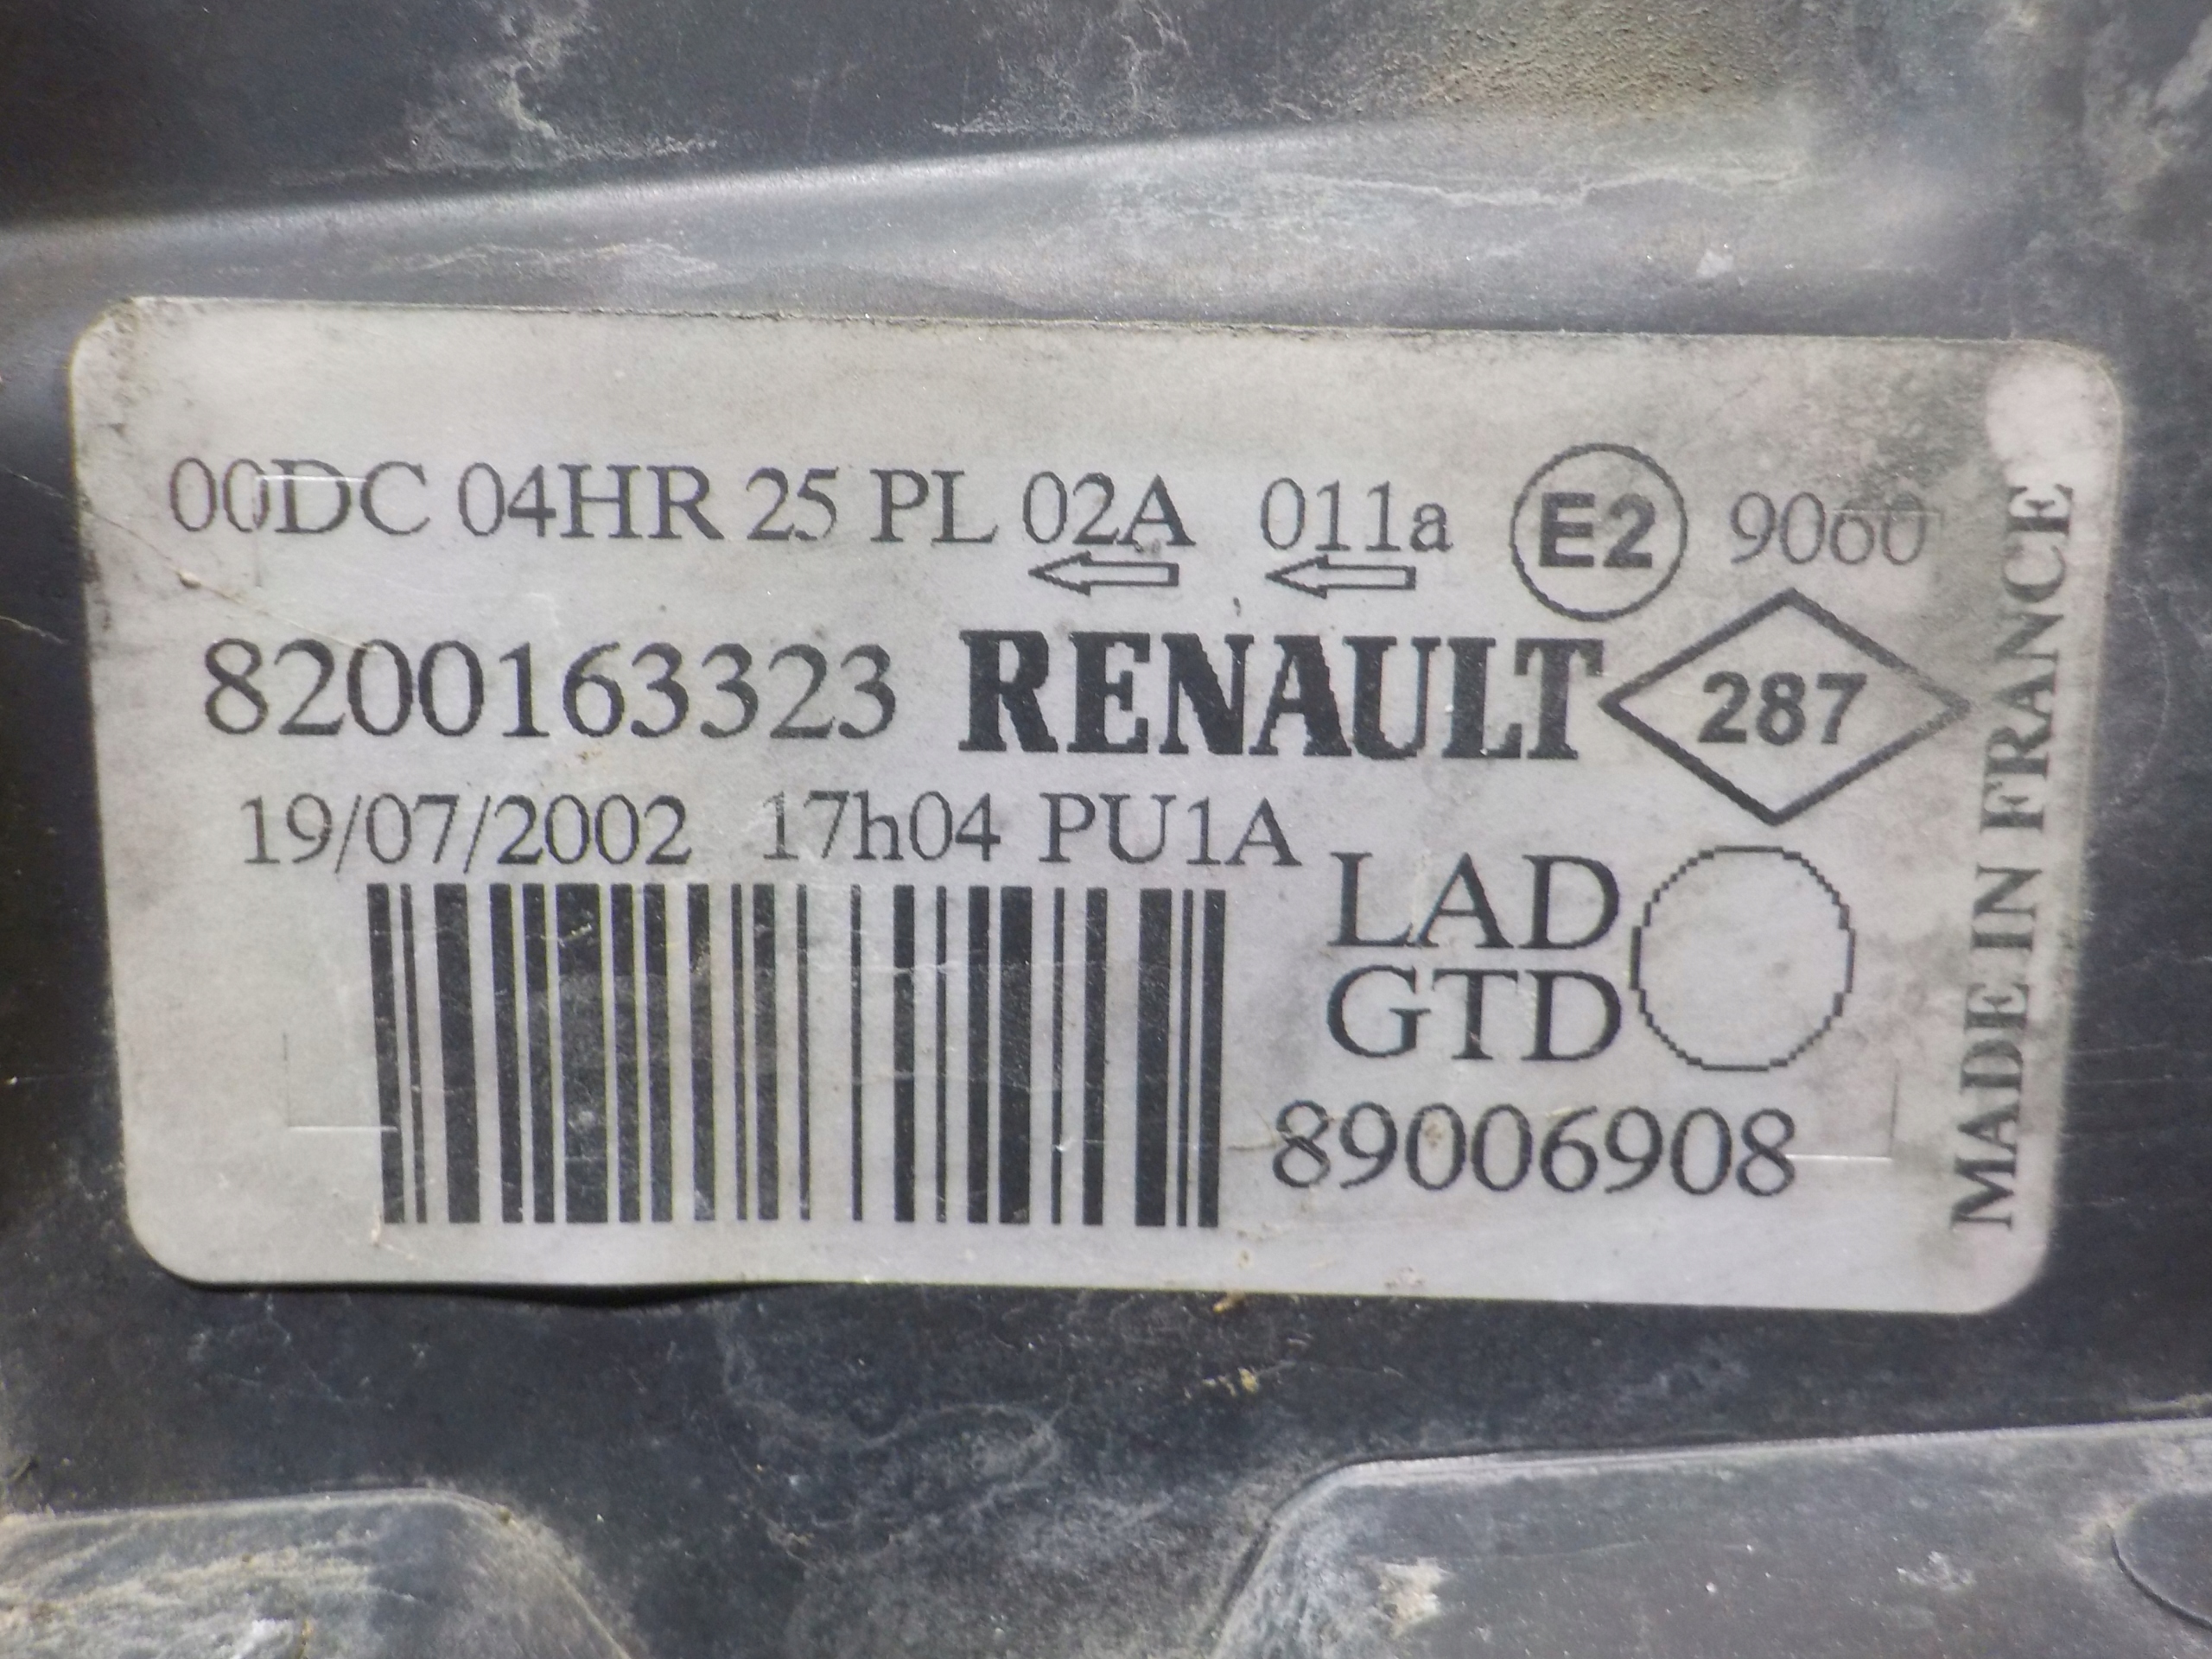 00DC 04HR 25 PL 02A 011a E2 9060
8200163323 RENAULT 287
19/07/2002 17h04 PU1A
LAD
GTD
89006908
MADE IN FRANCE